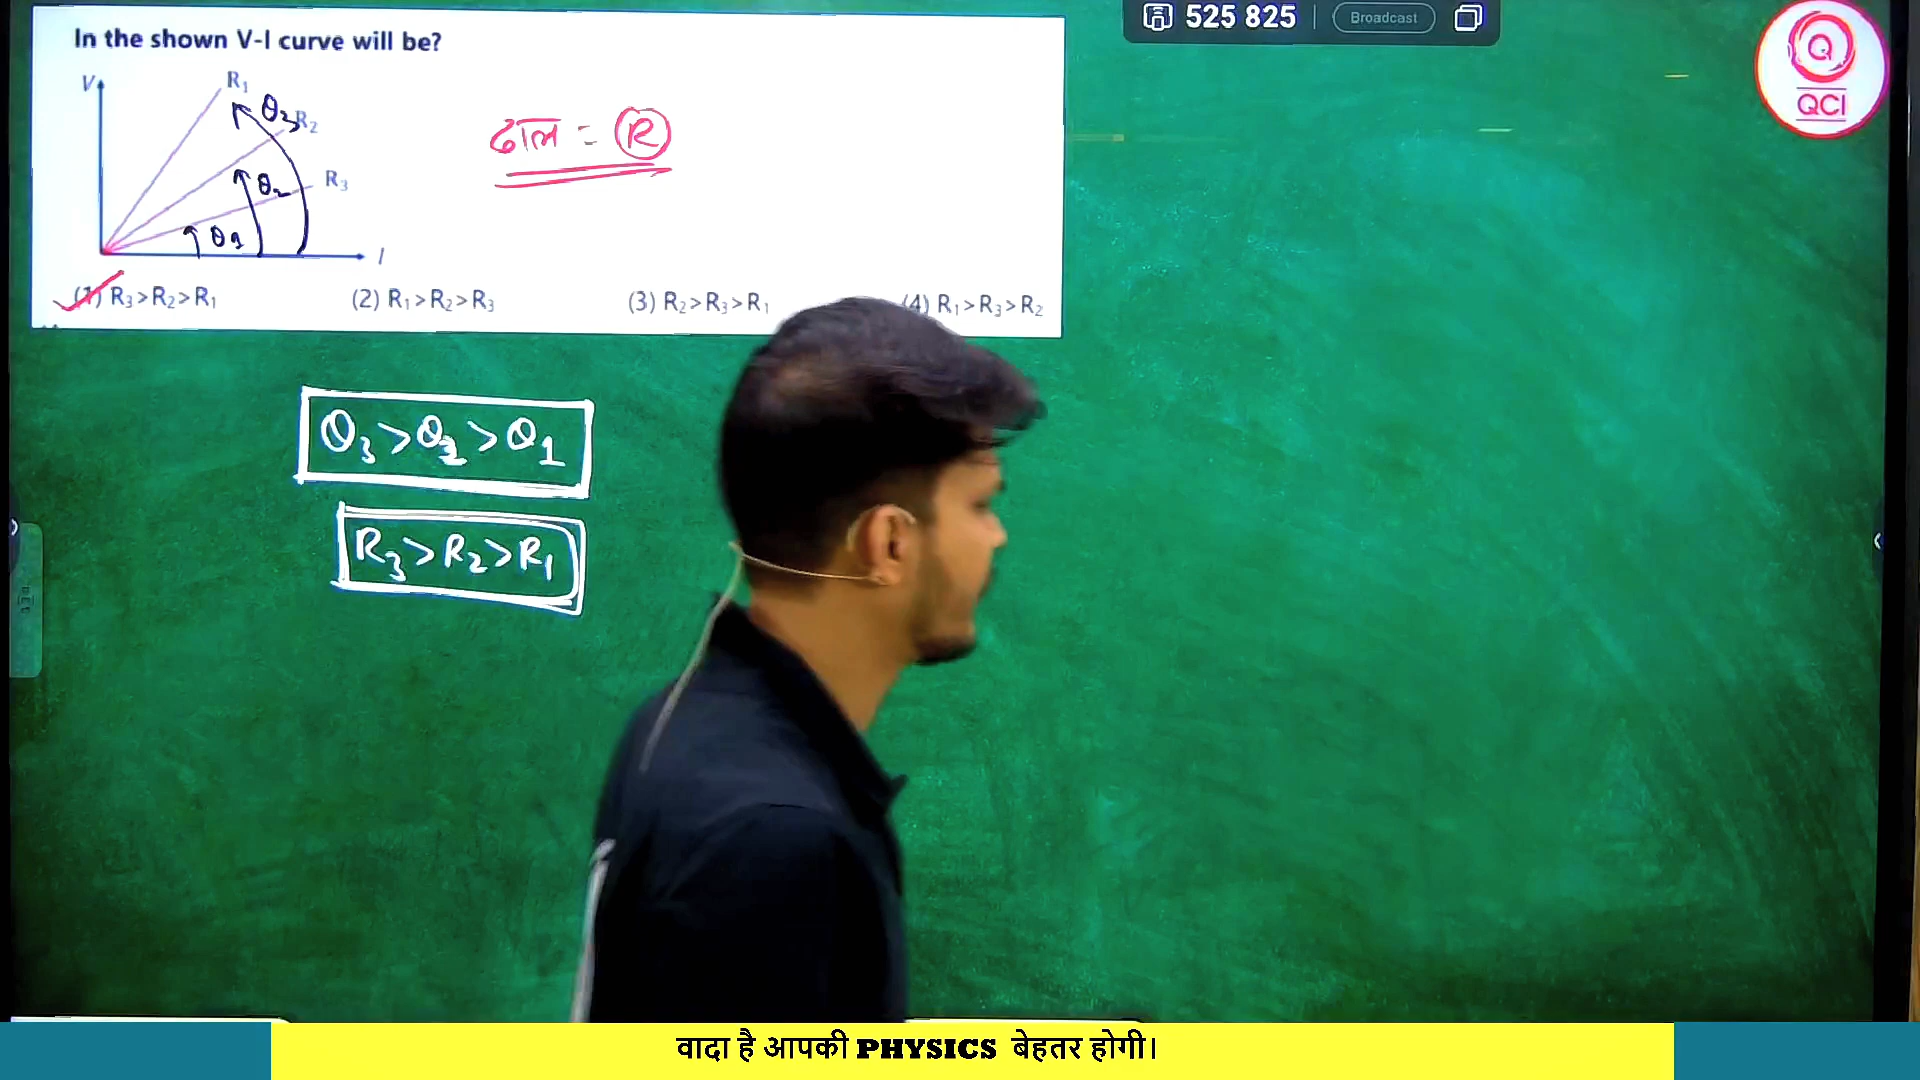 525 825
Broadcast
QCI
In the shown V-I curve will be?
V
R₁
θ₃
R₂
θ₂
R₃
θ₁
I
ढाल = R
(1) R₃>R₂>R₁
(2) R₁>R₂>R₃
(3) R₂>R₃>R₁
(4) R₁>R₃>R₂
θ₃>θ₂>θ₁
R₃>R₂>R₁
वादा है आपकी PHYSICS बेहतर होगी।